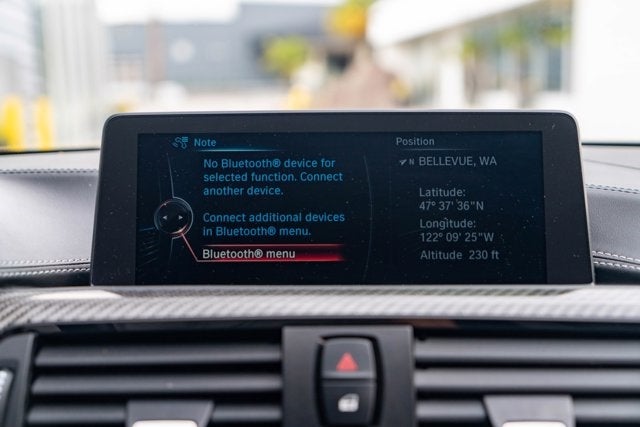 Note
No Bluetooth® device for
selected function. Connect
another device.
Connect additional devices
in Bluetooth® menu.
Bluetooth® menu
Position
N BELLEVUE, WA
Latitude:
47° 37' 36"N
Longitude:
122° 09' 25"W
Altitude 230 ft